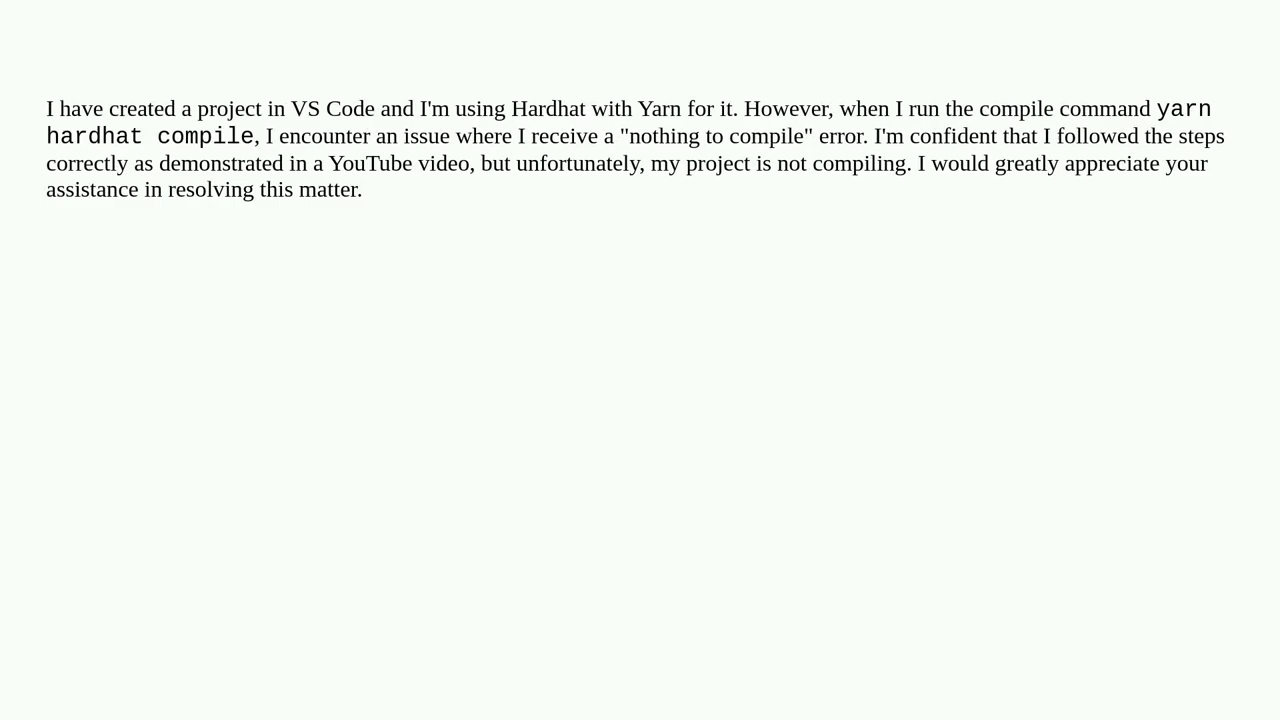 I have created a project in VS Code and I'm using Hardhat with Yarn for it. However, when I run the compile command yarn
hardhat compile, I encounter an issue where I receive a "nothing to compile" error. I'm confident that I followed the steps
correctly as demonstrated in a YouTube video, but unfortunately, my project is not compiling. I would greatly appreciate your
assistance in resolving this matter.